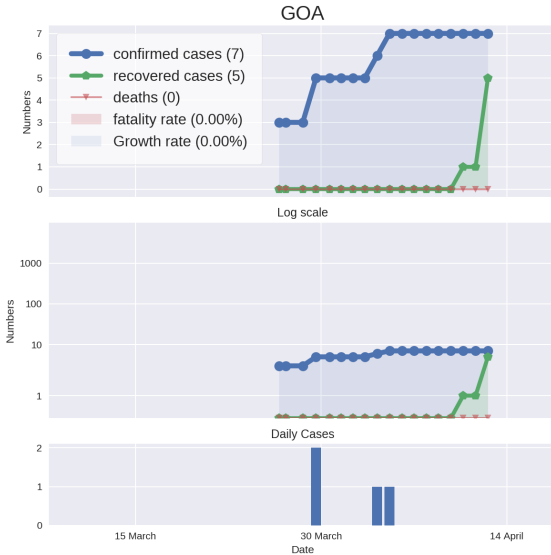 GOA
7
6
5
4
3
2
1
0
Numbers
confirmed cases (7)
recovered cases (5)
deaths (0)
fatality rate (0.00%)
Growth rate (0.00%)
Log scale
1000
100
10
1
Numbers
Daily Cases
2
1
0
15 March
30 March
14 April
Date